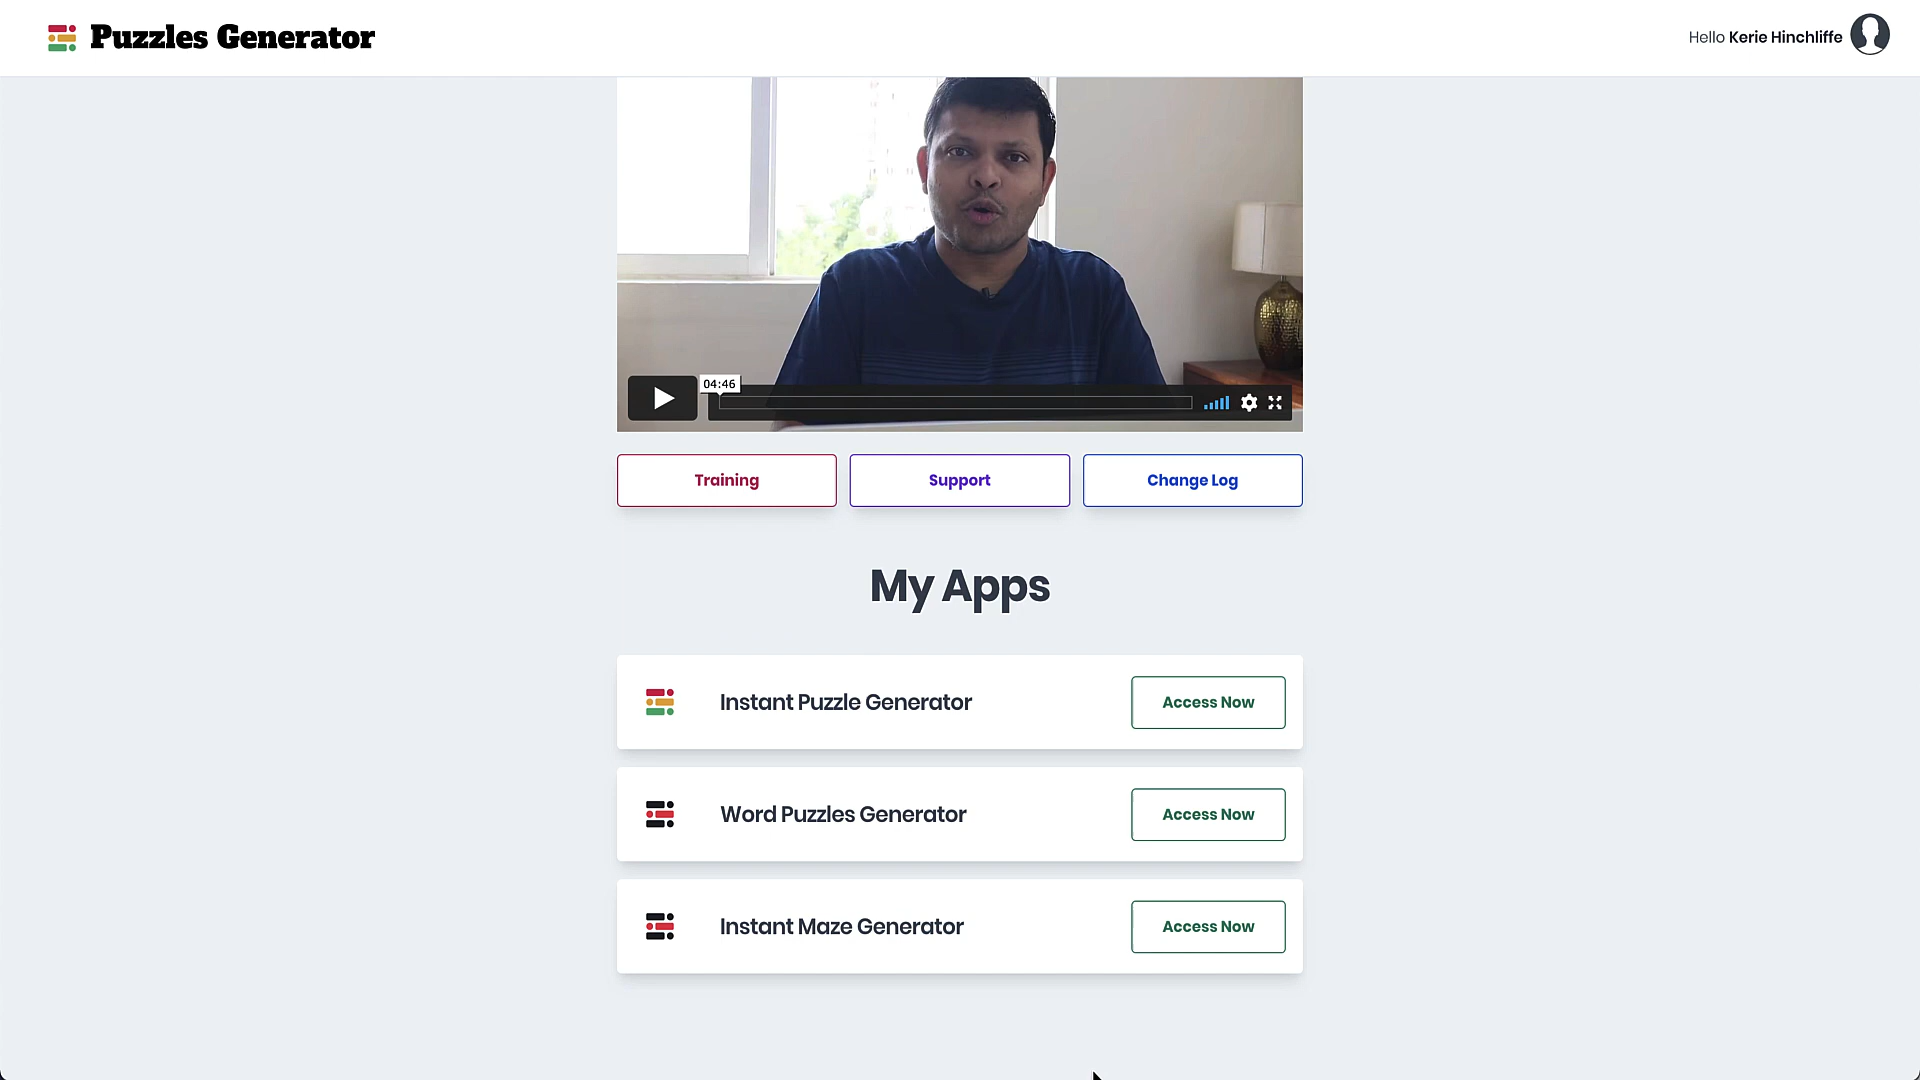 Puzzles Generator
Hello Kerie Hinchliffe
04:46
Training
Support
Change Log
My Apps
Instant Puzzle Generator
Access Now
Word Puzzles Generator
Access Now
Instant Maze Generator
Access Now